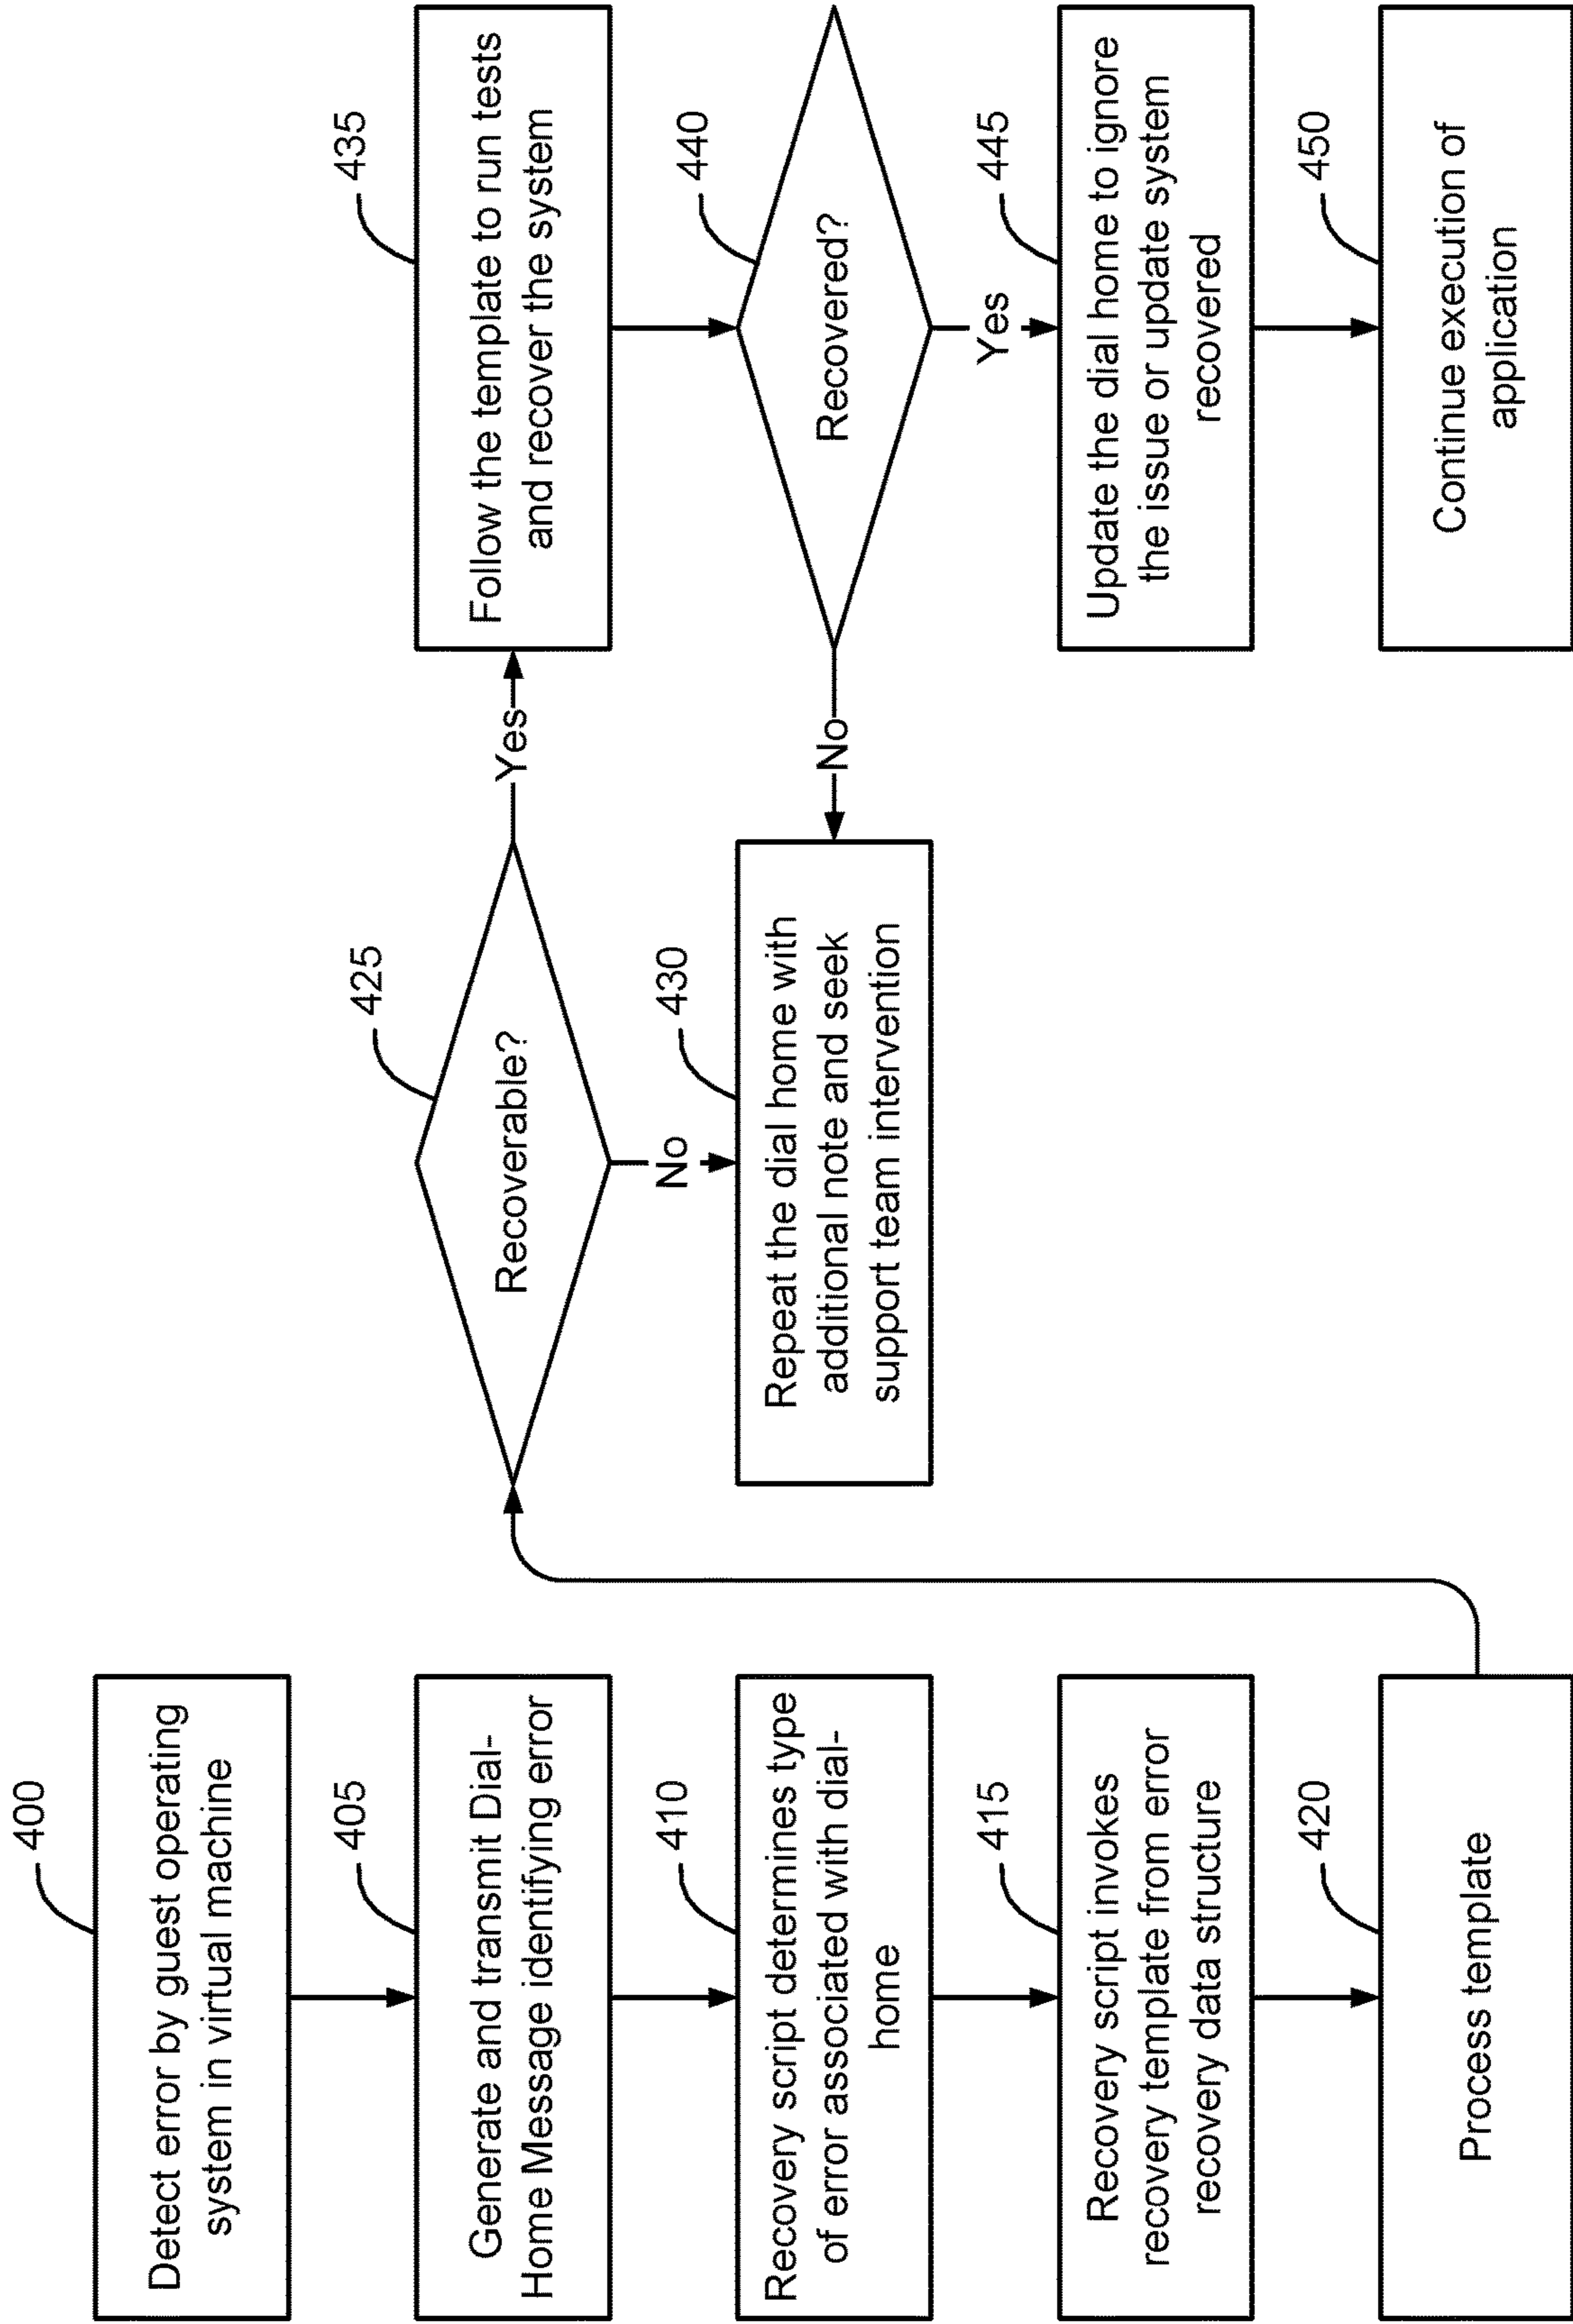 400
Detect error by guest operating
system in virtual machine
405
Generate and transmit Dial-
Home Message identifying error
410
Recovery script determines type
of error associated with dial-
home
415
Recovery script invokes
recovery template from error
recovery data structure
420
Process template
425
Recoverable?
Yes
No
430
Repeat the dial home with
additional note and seek
support team intervention
435
Follow the template to run tests
and recover the system
440
Recovered?
No
Yes
445
Update the dial home to ignore
the issue or update system
recovered
450
Continue execution of
application